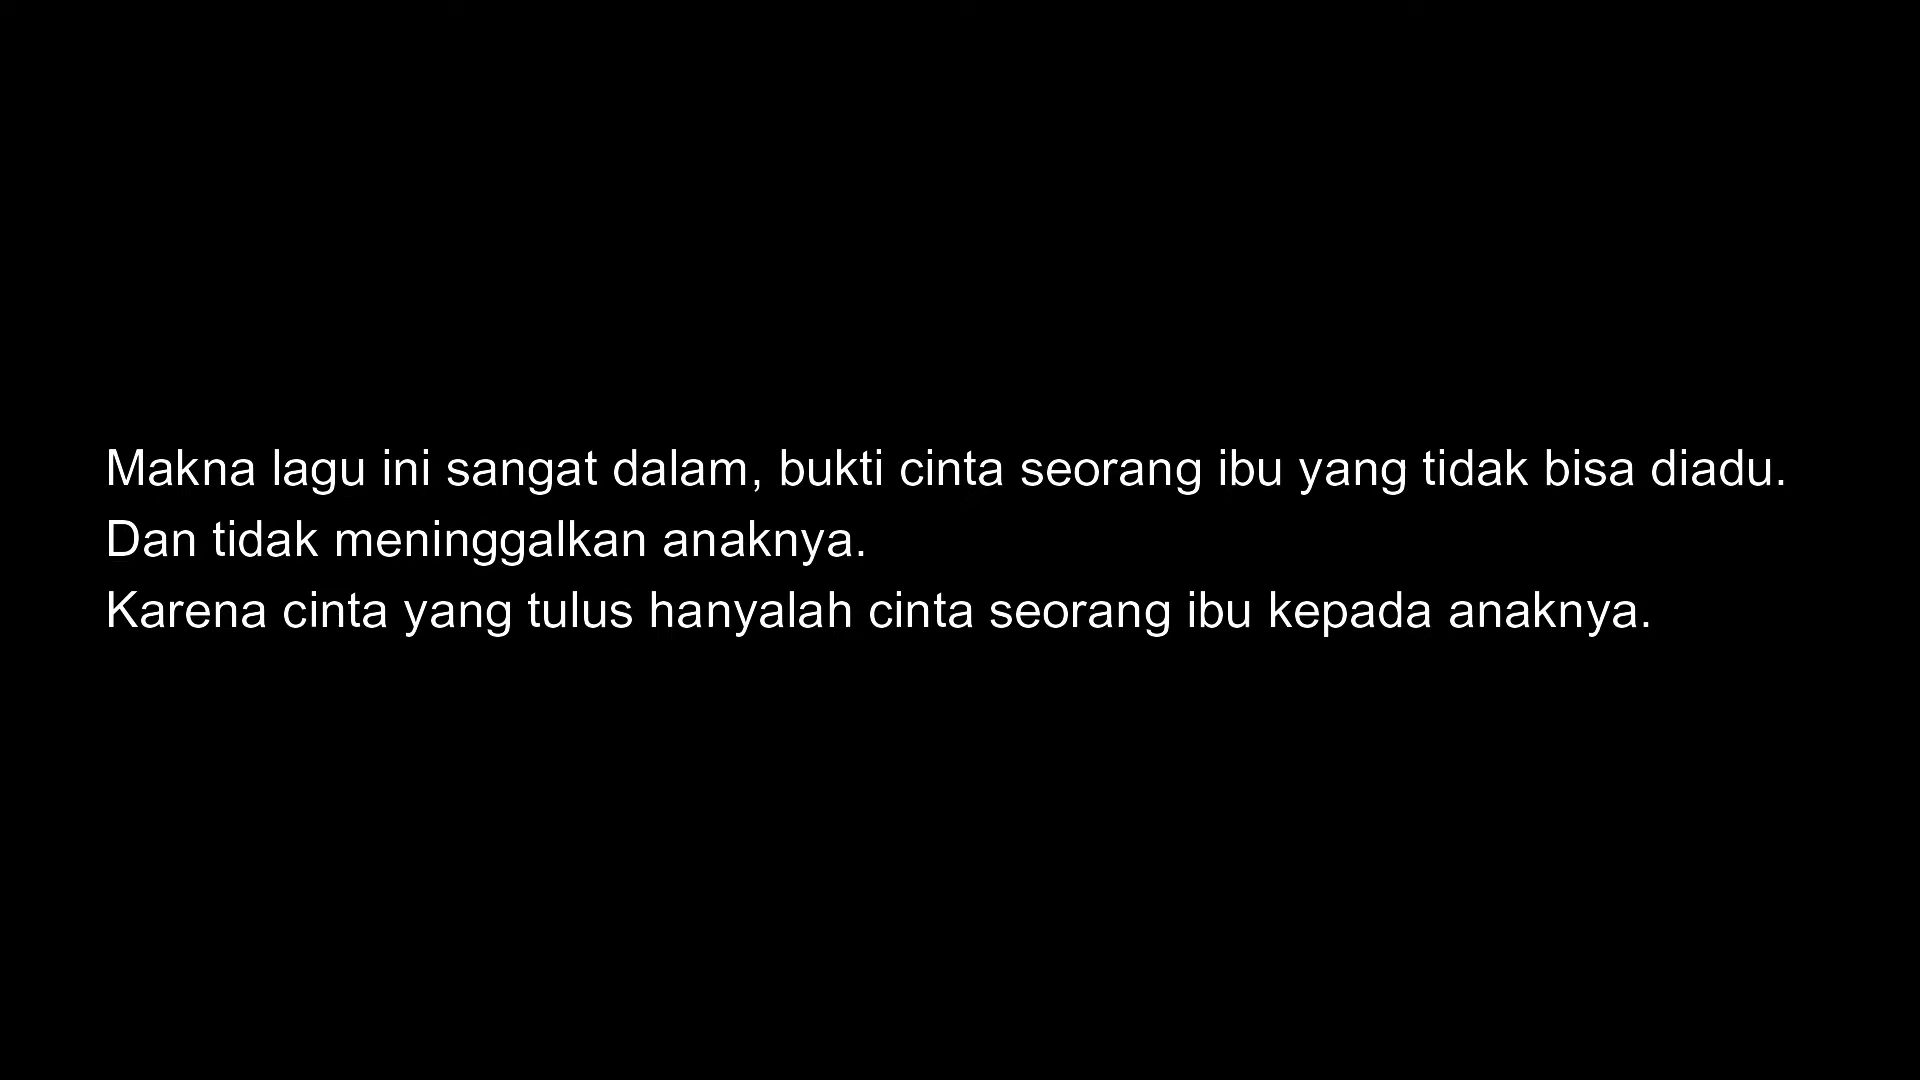 Makna lagu ini sangat dalam, bukti cinta seorang ibu yang tidak bisa diadu.
Dan tidak meninggalkan anaknya.
Karena cinta yang tulus hanyalah cinta seorang ibu kepada anaknya.